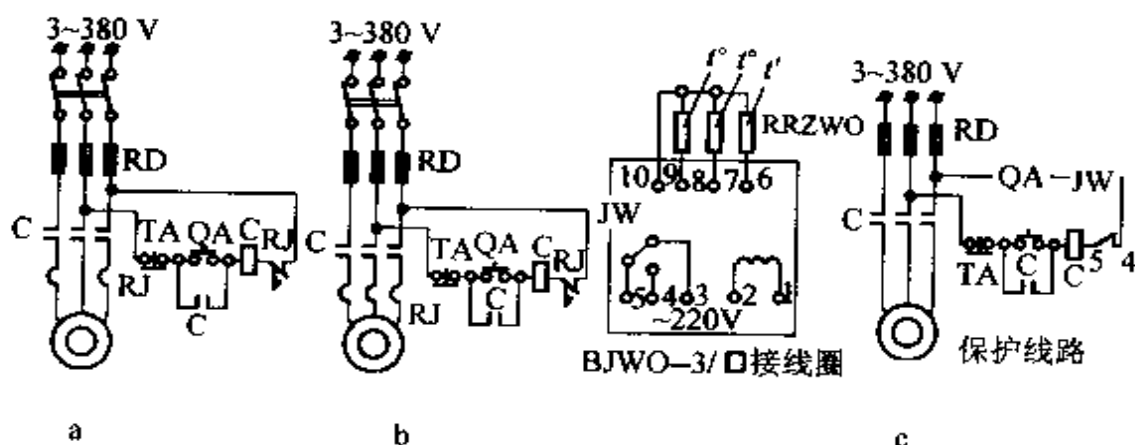 3~380 V
RD
C
TA QA C RJ
RJ
C
a
3~380 V
C
TA QA C RJ
C
RJ
b
t° t° t'
RRZWO
10 9 8 7 6
JW
5 4 3 2 1
~220V
BJWO-3/口接线圈
3~380 V
RD
QA-JW
C
TA C C 5 4
保护线路
c